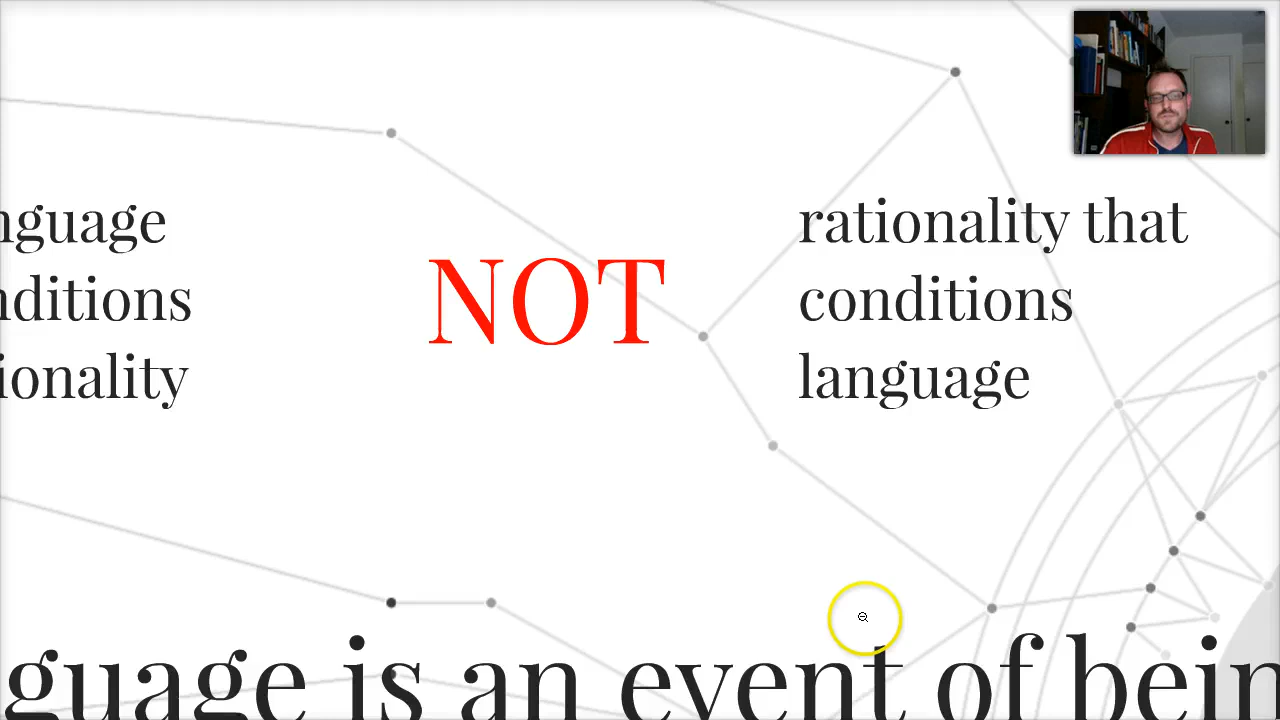 nguage
nditions
ionality
NOT
rationality that
conditions
language
guage is an event of bein